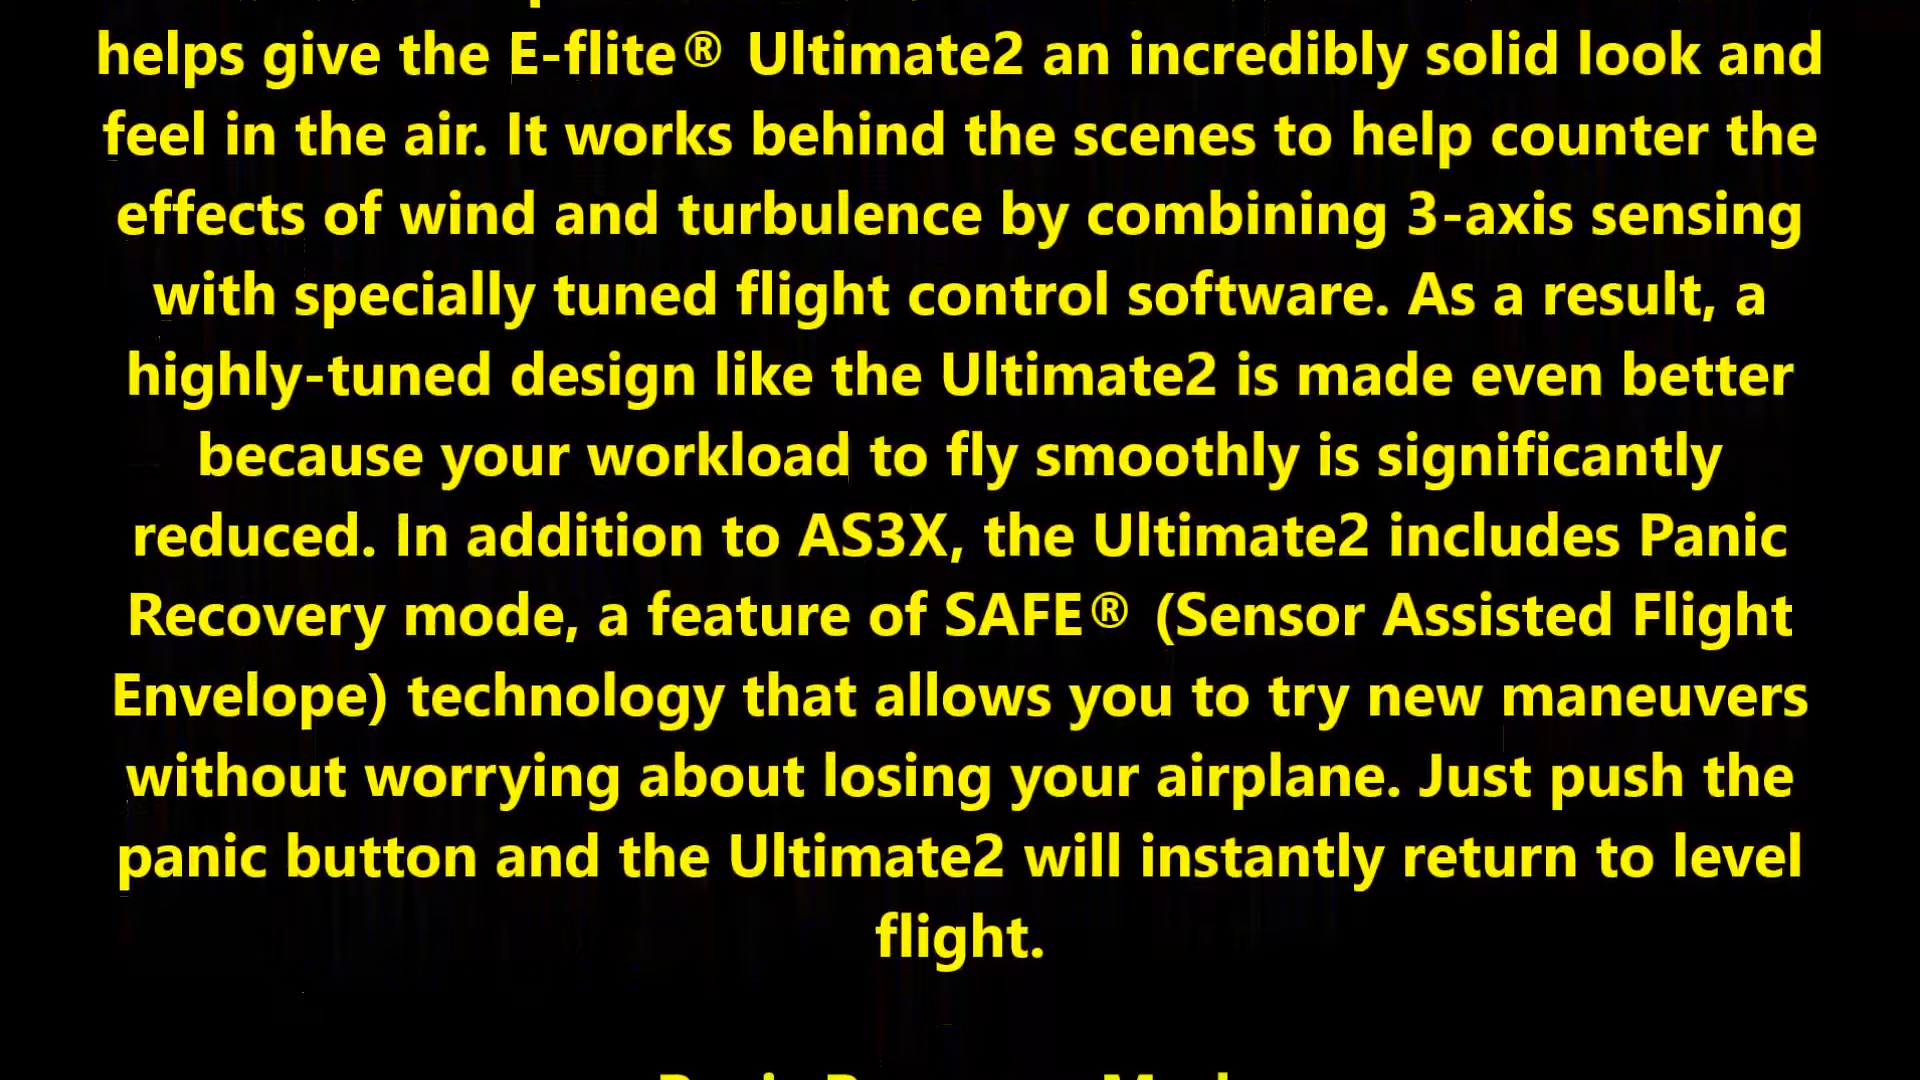 helps give the E-flite® Ultimate2 an incredibly solid look and
feel in the air. It works behind the scenes to help counter the
effects of wind and turbulence by combining 3-axis sensing
with specially tuned flight control software. As a result, a
highly-tuned design like the Ultimate2 is made even better
because your workload to fly smoothly is significantly
reduced. In addition to AS3X, the Ultimate2 includes Panic
Recovery mode, a feature of SAFE® (Sensor Assisted Flight
Envelope) technology that allows you to try new maneuvers
without worrying about losing your airplane. Just push the
panic button and the Ultimate2 will instantly return to level
flight.